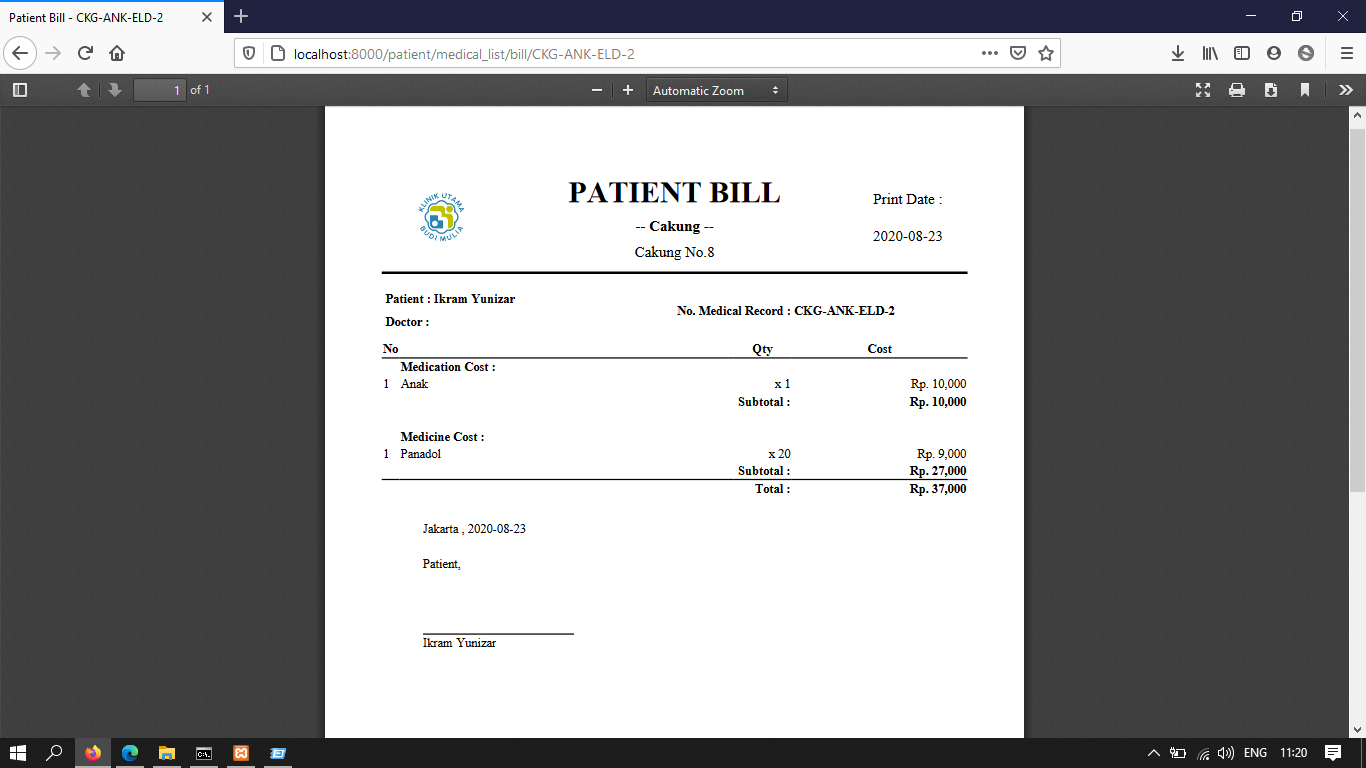 Patient Bill - CKG-ANK-ELD-2
localhost:8000/patient/medical_list/bill/CKG-ANK-ELD-2
1 of 1
Automatic Zoom
KLINIK UTAMA
BUDI MULIA
PATIENT BILL
-- Cakung --
Cakung No.8
Print Date :
2020-08-23
Patient : Ikram Yunizar
Doctor :
No. Medical Record : CKG-ANK-ELD-2
No Qty Cost
Medication Cost :
1 Anak x 1 Rp. 10,000
Subtotal : Rp. 10,000
Medicine Cost :
1 Panadol x 20 Rp. 9,000
Subtotal : Rp. 27,000
Total : Rp. 37,000
Jakarta , 2020-08-23
Patient,
Ikram Yunizar
ENG 11:20